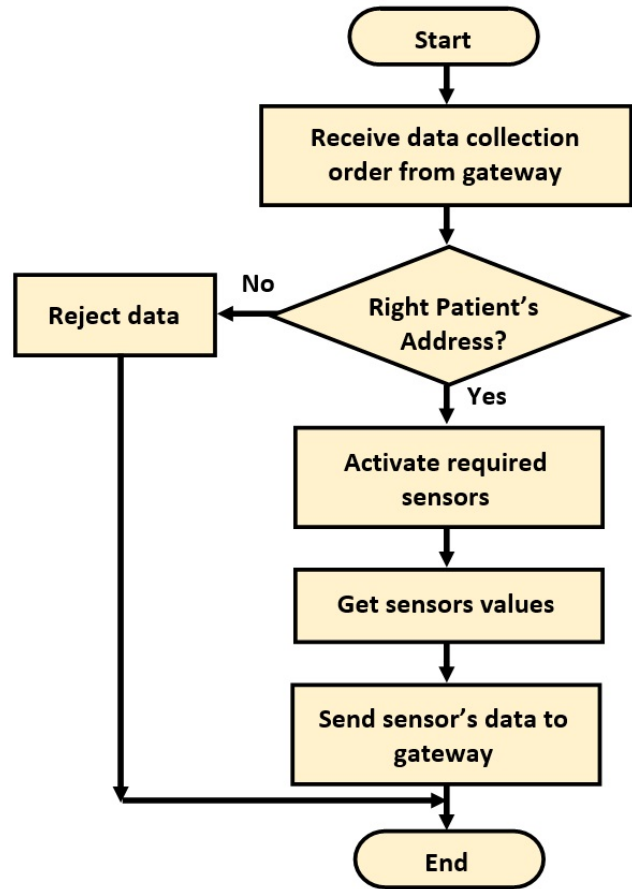 Start
Receive data collection
order from gateway
No
Reject data
Right Patient's
Address?
Yes
Activate required
sensors
Get sensors values
Send sensor’s data to
gateway
End